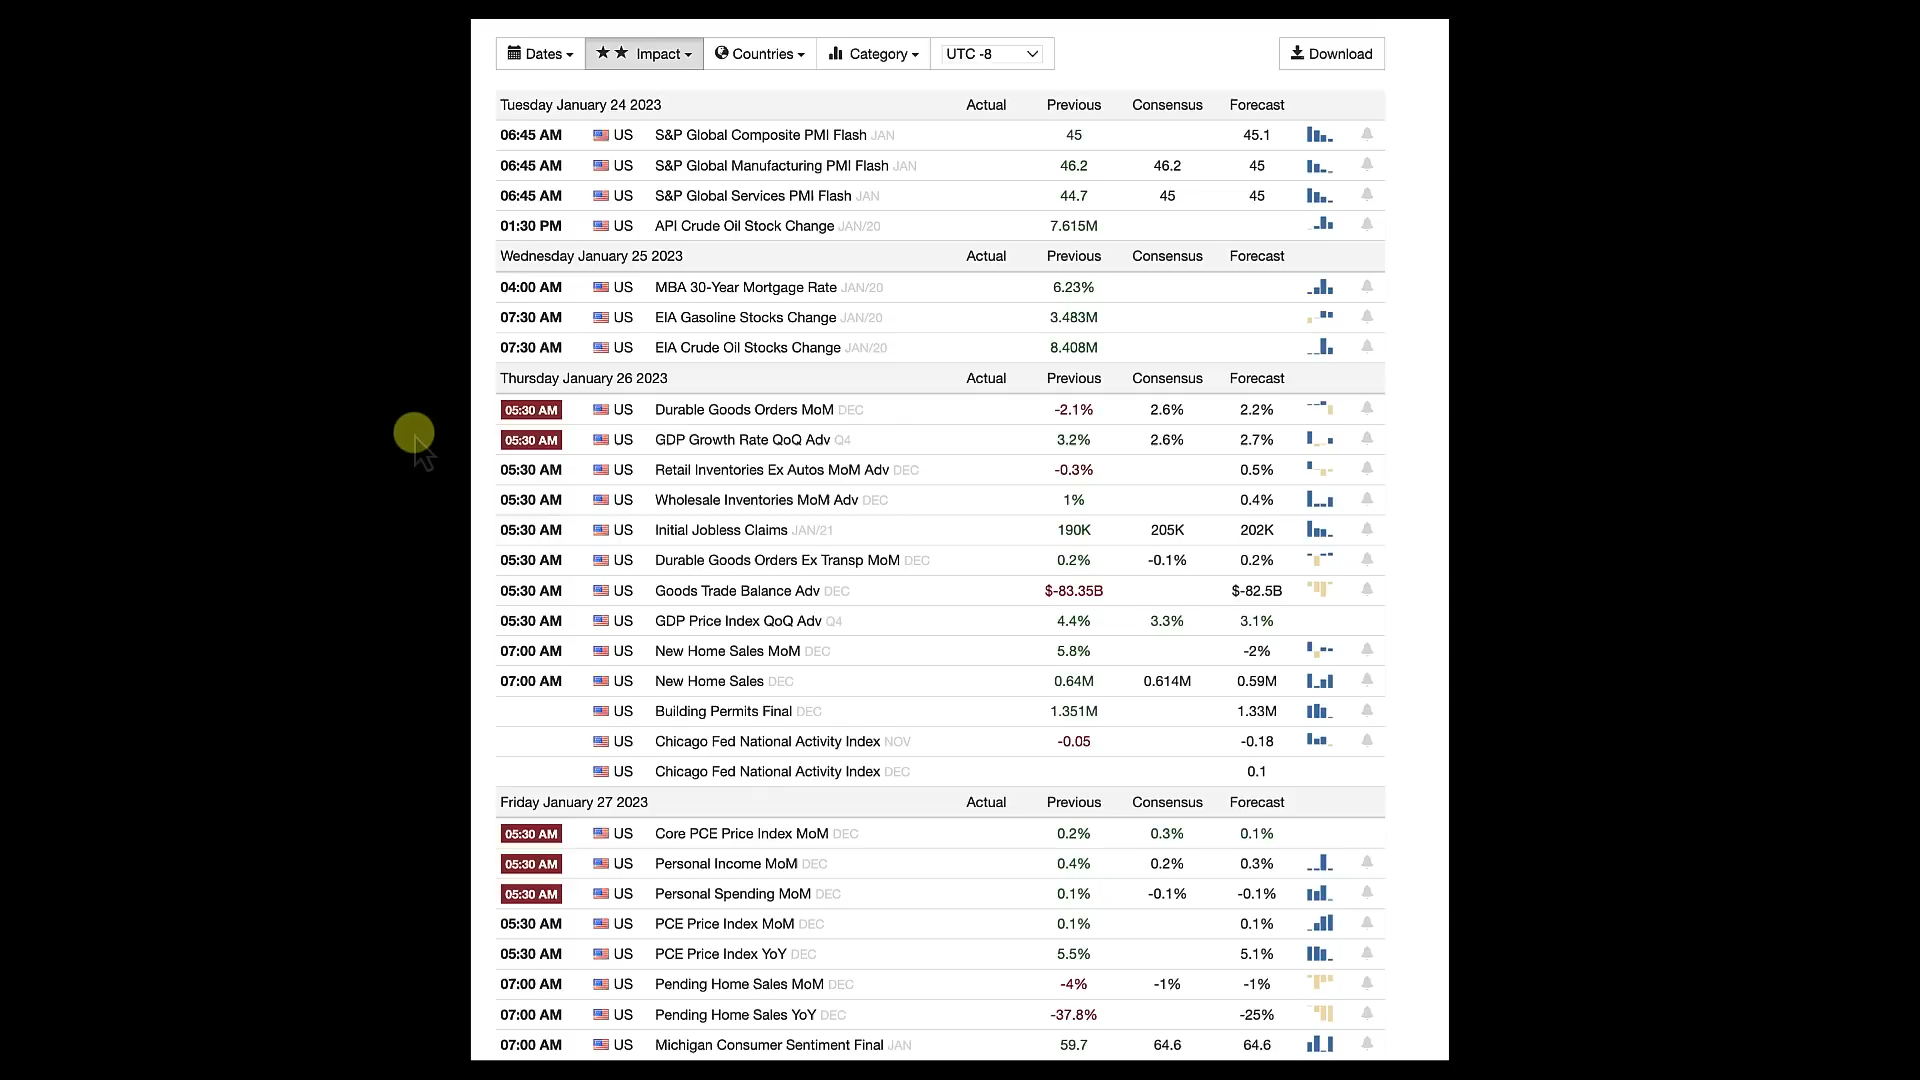 Dates ★★ Impact Countries Category UTC -8 Download
Tuesday January 24 2023 Actual Previous Consensus Forecast
06:45 AM US S&P Global Composite PMI Flash JAN 45 45.1
06:45 AM US S&P Global Manufacturing PMI Flash JAN 46.2 46.2 45
06:45 AM US S&P Global Services PMI Flash JAN 44.7 45 45
01:30 PM US API Crude Oil Stock Change JAN/20 7.615M
Wednesday January 25 2023 Actual Previous Consensus Forecast
04:00 AM US MBA 30-Year Mortgage Rate JAN/20 6.23%
07:30 AM US EIA Gasoline Stocks Change JAN/20 3.483M
07:30 AM US EIA Crude Oil Stocks Change JAN/20 8.408M
Thursday January 26 2023 Actual Previous Consensus Forecast
05:30 AM US Durable Goods Orders MoM DEC -2.1% 2.6% 2.2%
05:30 AM US GDP Growth Rate QoQ Adv Q4 3.2% 2.6% 2.7%
05:30 AM US Retail Inventories Ex Autos MoM Adv DEC -0.3% 0.5%
05:30 AM US Wholesale Inventories MoM Adv DEC 1% 0.4%
05:30 AM US Initial Jobless Claims JAN/21 190K 205K 202K
05:30 AM US Durable Goods Orders Ex Transp MoM DEC 0.2% -0.1% 0.2%
05:30 AM US Goods Trade Balance Adv DEC $-83.35B $-82.5B
05:30 AM US GDP Price Index QoQ Adv Q4 4.4% 3.3% 3.1%
07:00 AM US New Home Sales MoM DEC 5.8% -2%
07:00 AM US New Home Sales DEC 0.64M 0.614M 0.59M
US Building Permits Final DEC 1.351M 1.33M
US Chicago Fed National Activity Index NOV -0.05 -0.18
US Chicago Fed National Activity Index DEC 0.1
Friday January 27 2023 Actual Previous Consensus Forecast
05:30 AM US Core PCE Price Index MoM DEC 0.2% 0.3% 0.1%
05:30 AM US Personal Income MoM DEC 0.4% 0.2% 0.3%
05:30 AM US Personal Spending MoM DEC 0.1% -0.1% -0.1%
05:30 AM US PCE Price Index MoM DEC 0.1% 0.1%
05:30 AM US PCE Price Index YoY DEC 5.5% 5.1%
07:00 AM US Pending Home Sales MoM DEC -4% -1% -1%
07:00 AM US Pending Home Sales YoY DEC -37.8% -25%
07:00 AM US Michigan Consumer Sentiment Final JAN 59.7 64.6 64.6